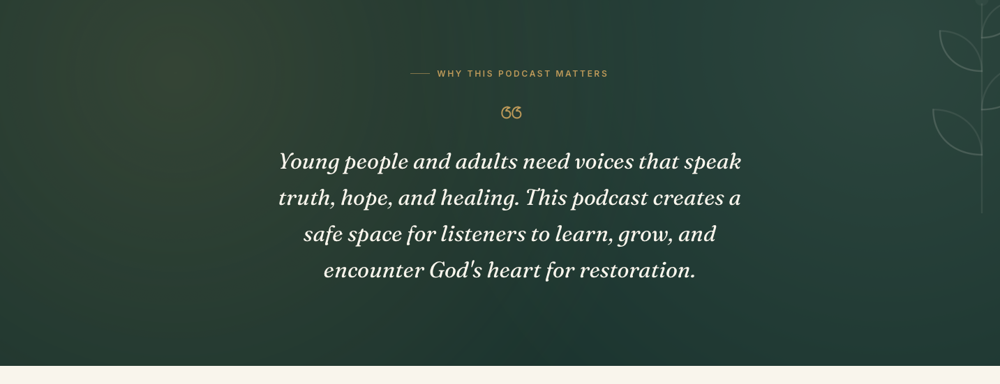 WHY THIS PODCAST MATTERS
“
Young people and adults need voices that speak
truth, hope, and healing. This podcast creates a
safe space for listeners to learn, grow, and
encounter God's heart for restoration.